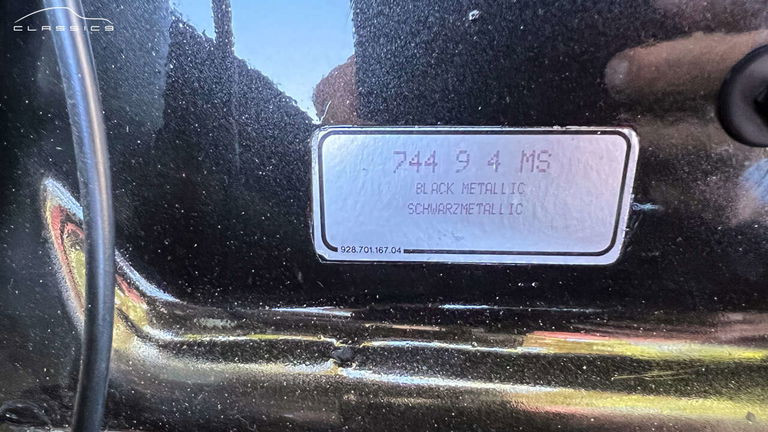 CLASSICS
744 9 4 MS
BLACK METALLIC
SCHWARZMETALLIC
928.701.167.04